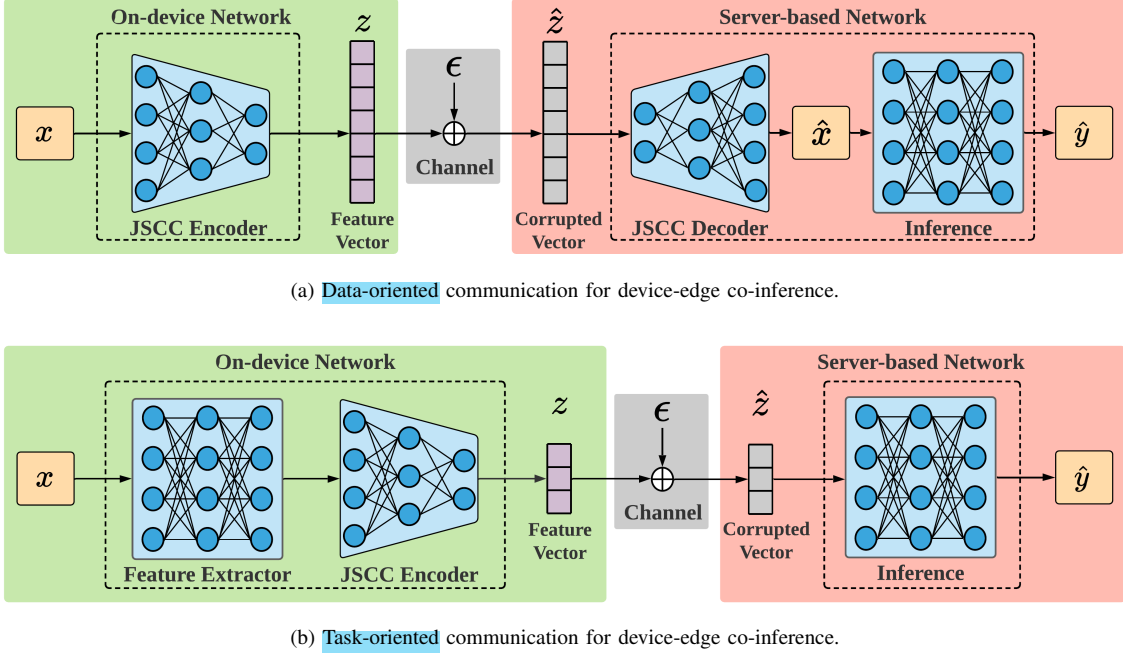 On-device Network
Server-based Network
x
z
ϵ
Channel
ẑ
x̂
ŷ
JSCC Encoder
Feature
Vector
Corrupted
Vector
JSCC Decoder
Inference
(a) Data-oriented communication for device-edge co-inference.
On-device Network
Server-based Network
x
z
ϵ
Channel
ẑ
ŷ
Feature Extractor
JSCC Encoder
Feature
Vector
Corrupted
Vector
Inference
(b) Task-oriented communication for device-edge co-inference.